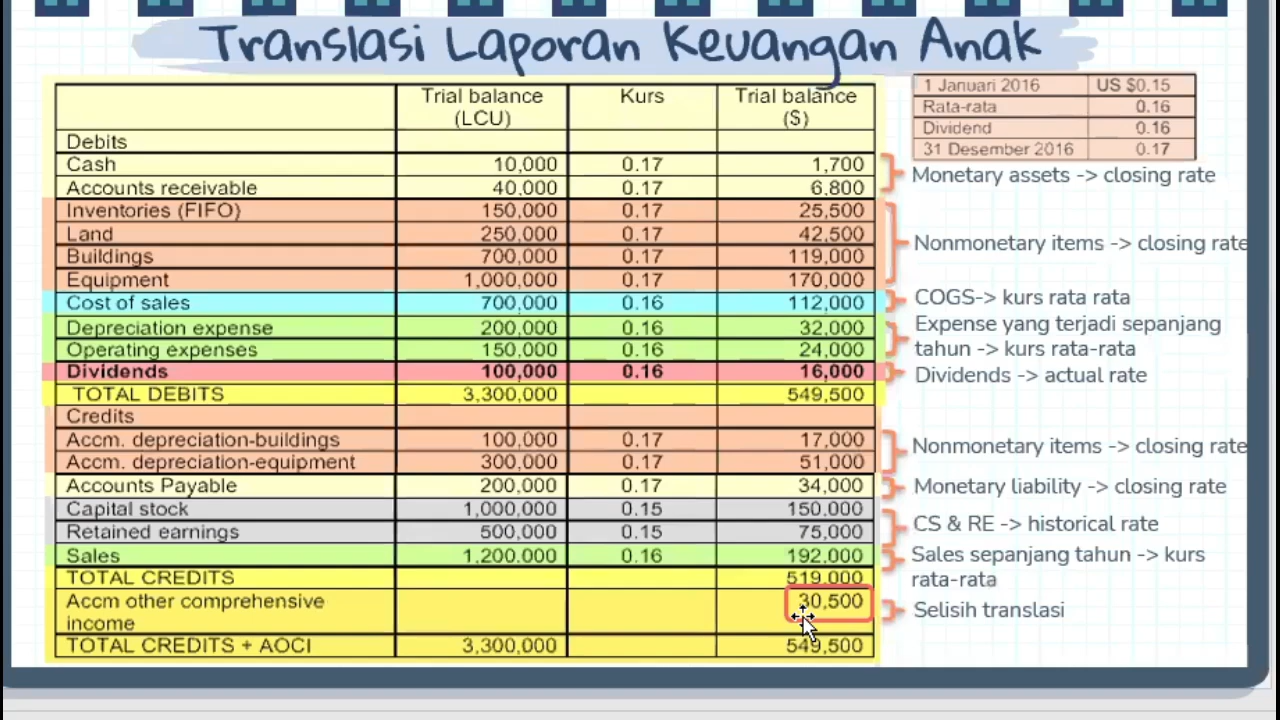 Translasi Laporan Keuangan Anak
1 Januari 2016 US $0.15
Rata-rata 0.16
Dividend 0.16
31 Desember 2016 0.17
Trial balance (LCU) Kurs Trial balance ($)
Debits
Cash 10,000 0.17 1,700
Accounts receivable 40,000 0.17 6,800
Monetary assets -> closing rate
Inventories (FIFO) 150,000 0.17 25,500
Land 250,000 0.17 42,500
Buildings 700,000 0.17 119,000
Equipment 1,000,000 0.17 170,000
Nonmonetary items -> closing rate
Cost of sales 700,000 0.16 112,000
COGS-> kurs rata rata
Depreciation expense 200,000 0.16 32,000
Operating expenses 150,000 0.16 24,000
Expense yang terjadi sepanjang
tahun -> kurs rata-rata
Dividends 100,000 0.16 16,000
Dividends -> actual rate
TOTAL DEBITS 3,300,000 549,500
Credits
Accm. depreciation-buildings 100,000 0.17 17,000
Accm. depreciation-equipment 300,000 0.17 51,000
Nonmonetary items -> closing rate
Accounts Payable 200,000 0.17 34,000
Monetary liability -> closing rate
Capital stock 1,000,000 0.15 150,000
Retained earnings 500,000 0.15 75,000
CS & RE -> historical rate
Sales 1,200,000 0.16 192,000
Sales sepanjang tahun -> kurs
rata-rata
TOTAL CREDITS 519,000
Accm other comprehensive
income 30,500
Selisih translasi
TOTAL CREDITS + AOCI 3,300,000 549,500